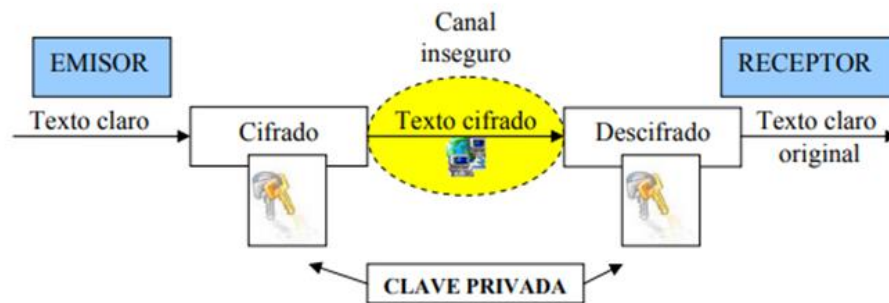 Canal
inseguro
EMISOR
RECEPTOR
Texto claro
Cifrado
Texto cifrado
Descifrado
Texto claro
original
CLAVE PRIVADA